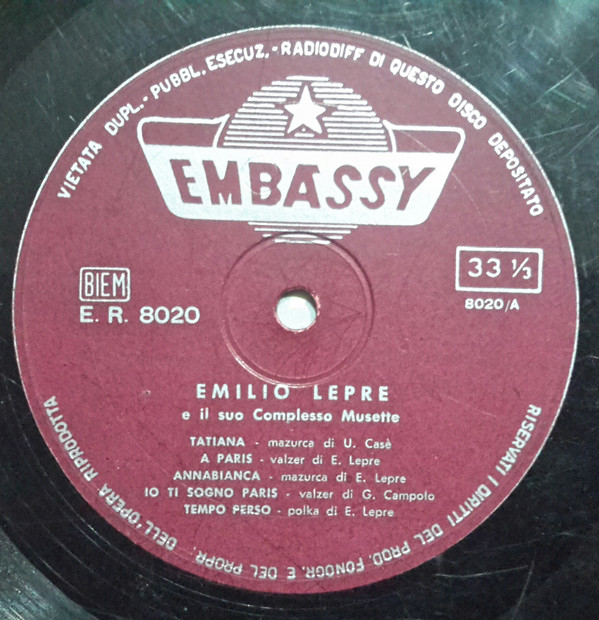 VIETATA DUPL.- PUBBL. ESECUZ.- RADIODIFF DI QUESTO DISCO DEPOSITATO
EMBASSY
33 ⅓
8020/A
BIEM
E. R. 8020
EMILIO LEPRE
e il suo Complesso Musette
TATIANA - mazurca di U. Casè
A PARIS - valzer di E. Lepre
ANNABIANCA - mazurca di E. Lepre
IO TI SOGNO PARIS - valzer di G. Campolo
TEMPO PERSO - polka di E. Lepre
RISERVATI I DIRITTI DEL PROD. FONOGR. E DEL PROPR. DELL'OPERA RIPRODOTTA